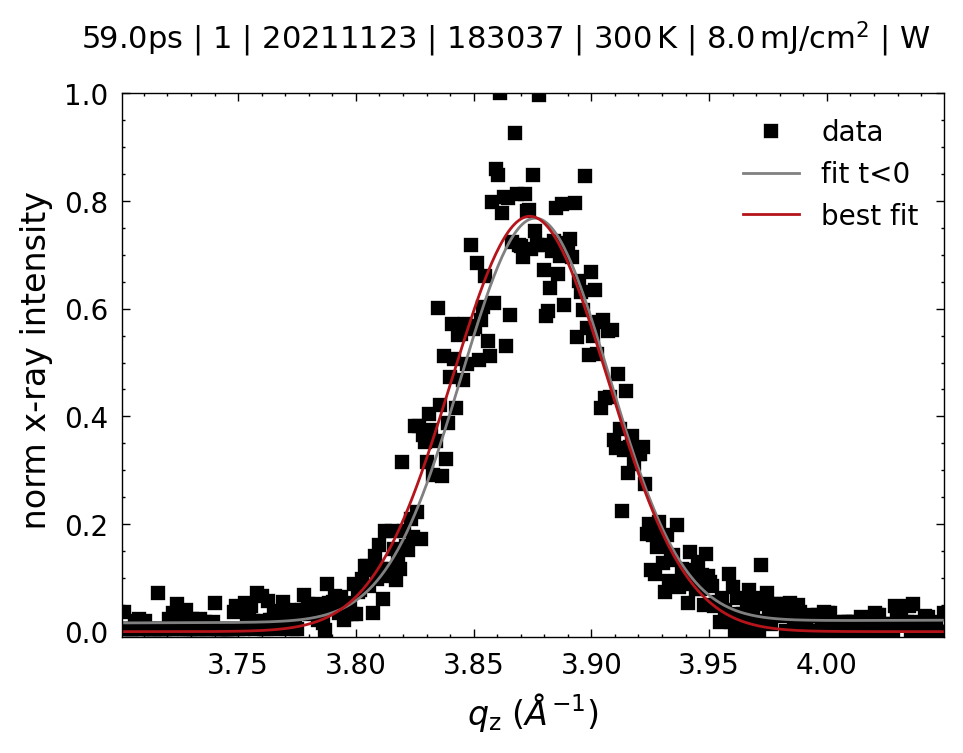 59.0ps | 1 | 20211123 | 183037 | 300 K | 8.0 mJ/cm² | W
1.0
0.8
0.6
0.4
0.2
0.0
norm x-ray intensity
data
fit t<0
best fit
3.75 3.80 3.85 3.90 3.95 4.00
q_z (Å⁻¹)